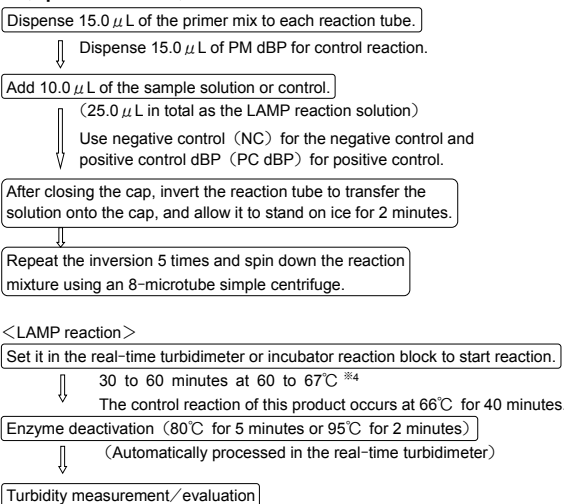 Dispense 15.0 μL of the primer mix to each reaction tube.
Dispense 15.0 μL of PM dBP for control reaction.
Add 10.0 μL of the sample solution or control.
（25.0 μL in total as the LAMP reaction solution）
Use negative control（NC）for the negative control and
positive control dBP（PC dBP）for positive control.
After closing the cap, invert the reaction tube to transfer the
solution onto the cap, and allow it to stand on ice for 2 minutes.
Repeat the inversion 5 times and spin down the reaction
mixture using an 8-microtube simple centrifuge.
＜LAMP reaction＞
Set it in the real-time turbidimeter or incubator reaction block to start reaction.
30 to 60 minutes at 60 to 67℃ ※4
The control reaction of this product occurs at 66℃ for 40 minutes
Enzyme deactivation（80℃ for 5 minutes or 95℃ for 2 minutes）
（Automatically processed in the real-time turbidimeter）
Turbidity measurement／evaluation